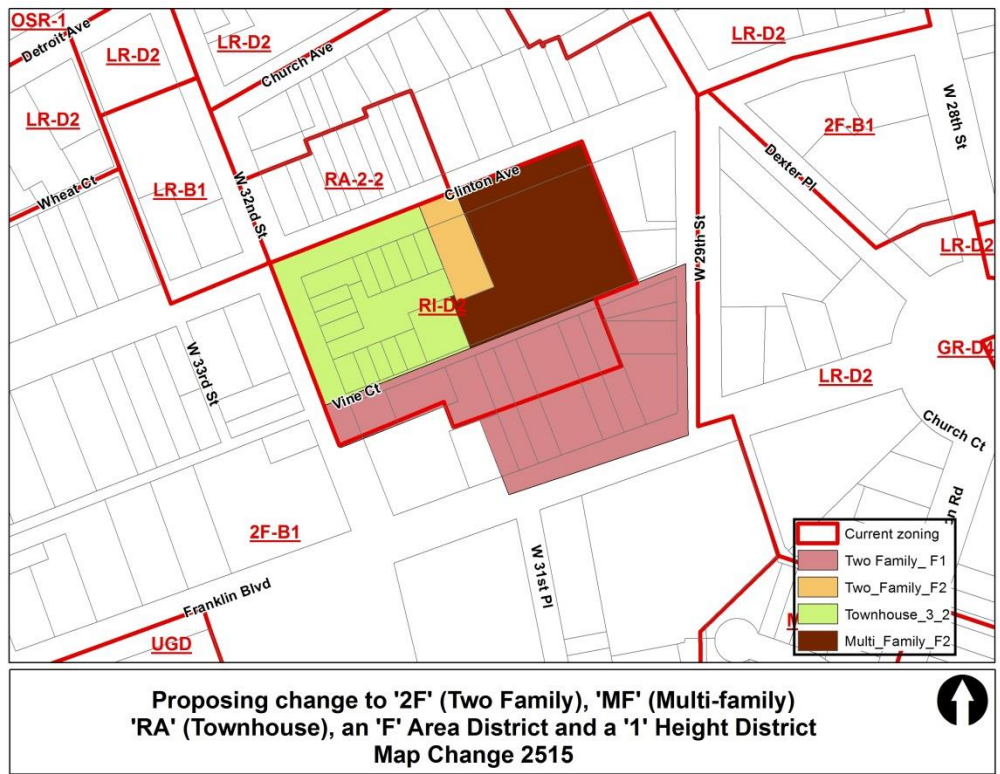 OSR-1
Detroit Ave
LR-D2
LR-D2
Church Ave
LR-D2
LR-D2
2F-B1
W 28th St
Wheat Ct
LR-B1
W 32nd St
RA-2-2
Clinton Ave
Dexter Pl
W 29th St
LR-D2
RI-D2
W 33rd St
Vine Ct
GR-D4
LR-D2
Church Ct
2F-B1
W 31st Pl
Franklin Blvd
UGD
Current zoning
Two Family_ F1
Two_Family_F2
Townhouse_3_2
Multi_Family_F2
Proposing change to '2F' (Two Family), 'MF' (Multi-family)
'RA' (Townhouse), an 'F' Area District and a '1' Height District
Map Change 2515